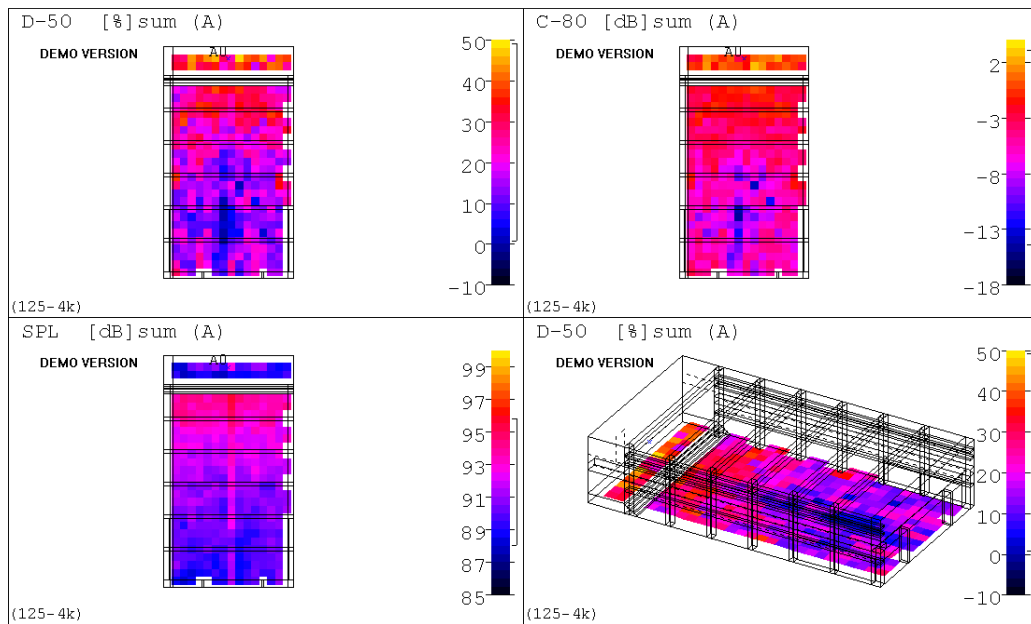 D-50 [%]sum (A)
DEMO VERSION
A0
50
40
30
20
10
0
-10
(125-4k)
C-80 [dB]sum (A)
DEMO VERSION
A0
2
-3
-8
-13
-18
(125-4k)
SPL [dB]sum (A)
DEMO VERSION
A0
99
97
95
93
91
89
87
85
(125-4k)
D-50 [%]sum (A)
DEMO VERSION
50
40
30
20
10
0
-10
(125-4k)